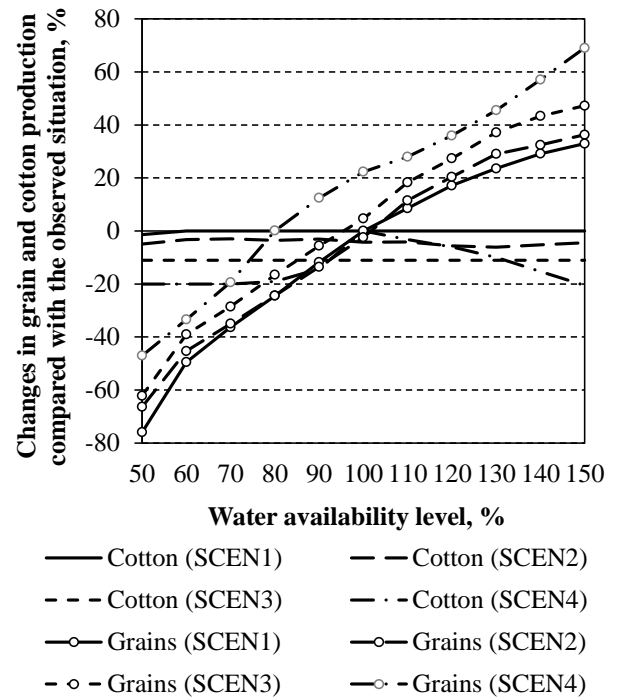 Changes in grain and cotton production
compared with the observed situation, %
80
60
40
20
0
-20
-40
-60
-80
50 60 70 80 90 100 110 120 130 140 150
Water availability level, %
Cotton (SCEN1) Cotton (SCEN2)
Cotton (SCEN3) Cotton (SCEN4)
Grains (SCEN1) Grains (SCEN2)
Grains (SCEN3) Grains (SCEN4)